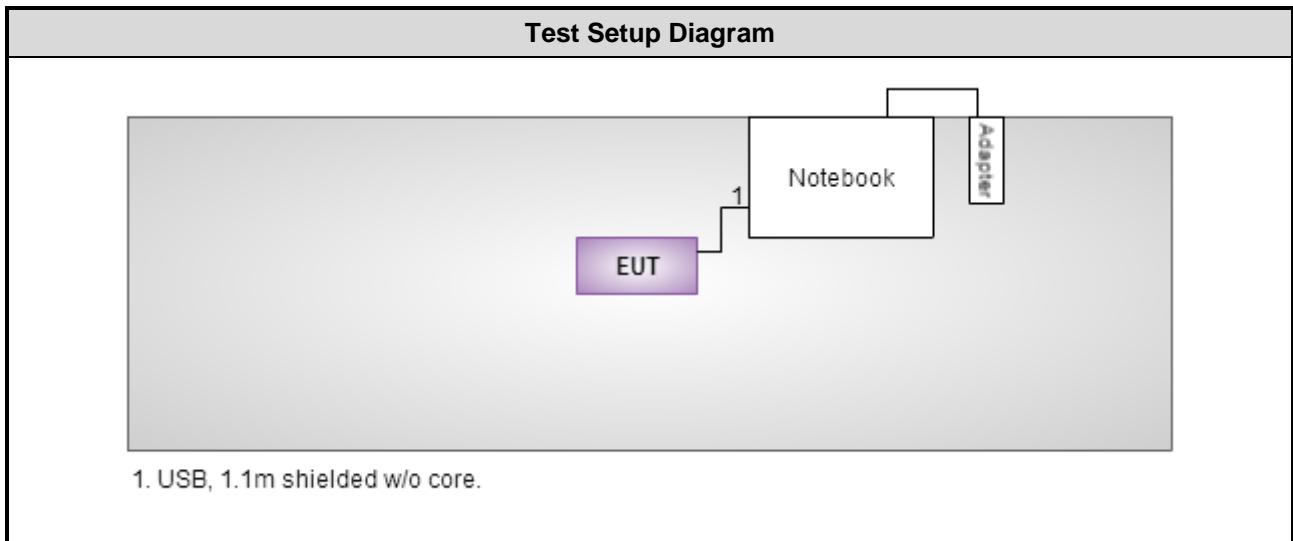 Test Setup Diagram
Adapter
Notebook
1
EUT
1. USB, 1.1m shielded w/o core.